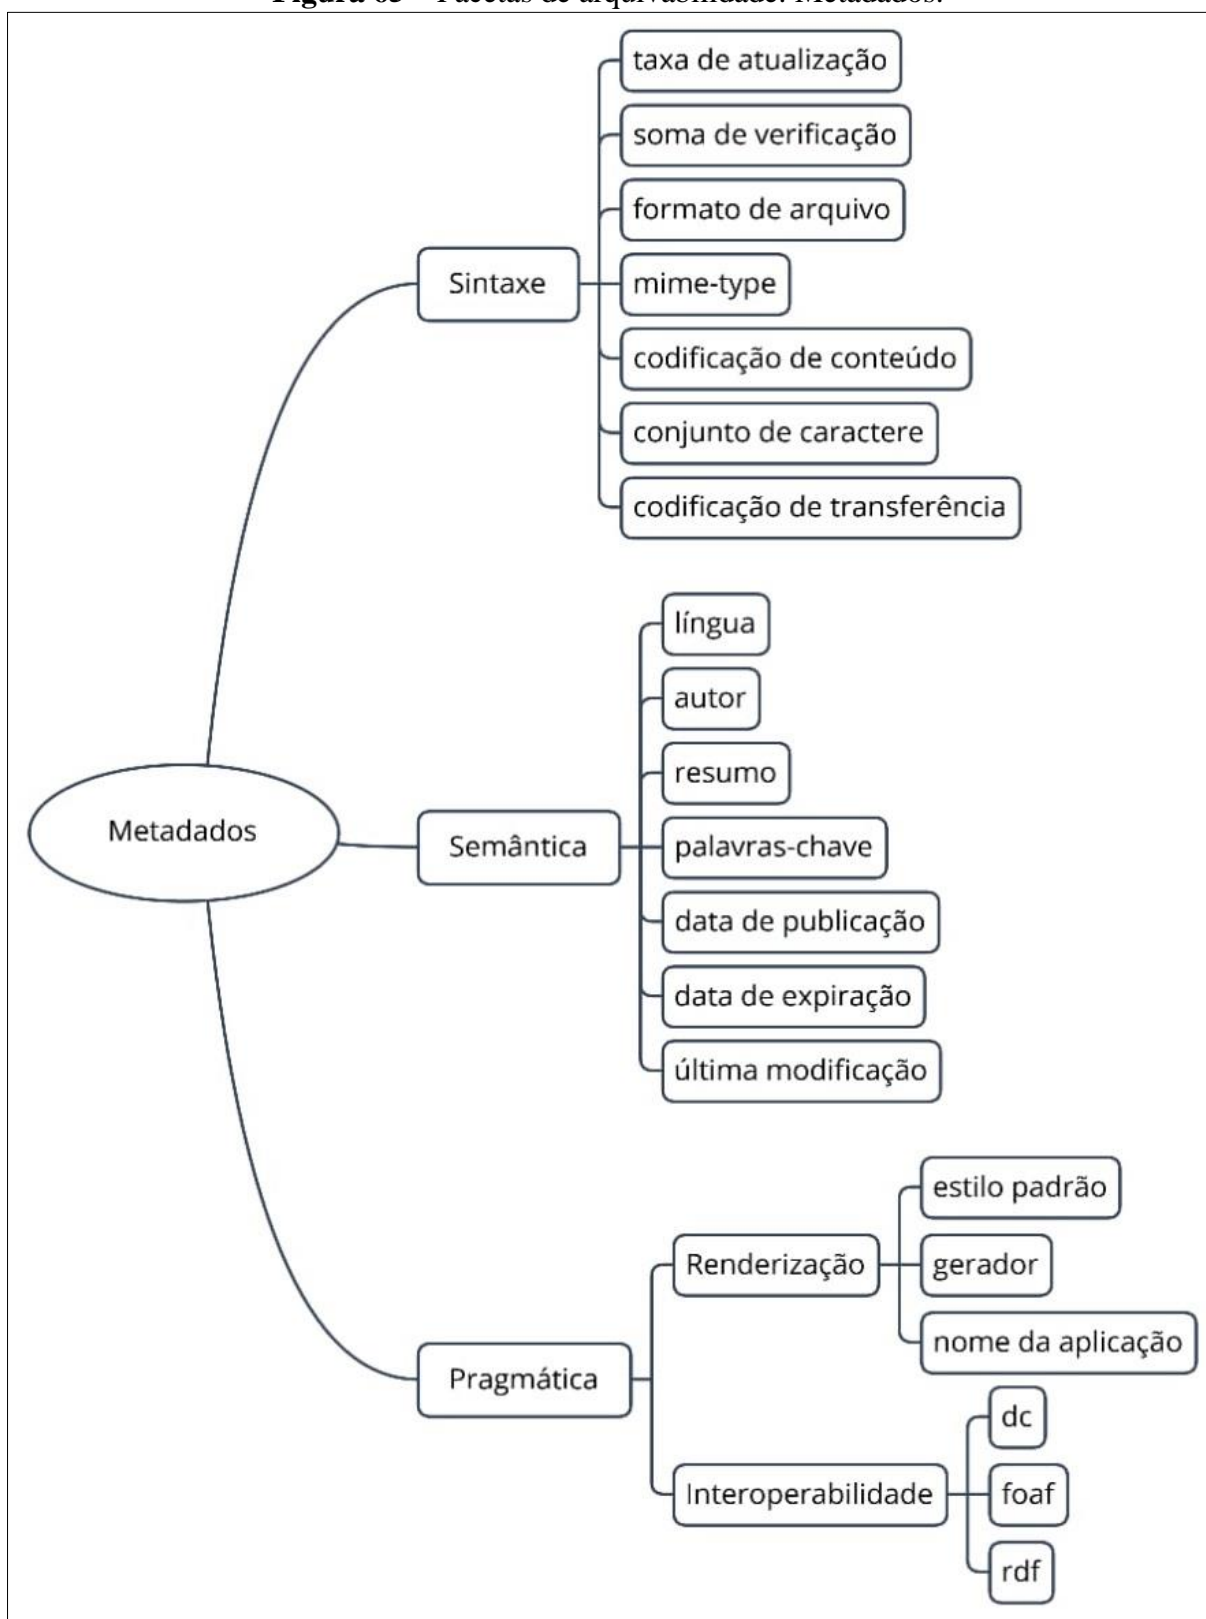 Metadados
Sintaxe
taxa de atualização
soma de verificação
formato de arquivo
mime-type
codificação de conteúdo
conjunto de caractere
codificação de transferência
Semântica
língua
autor
resumo
palavras-chave
data de publicação
data de expiração
última modificação
Pragmática
Renderização
estilo padrão
gerador
nome da aplicação
Interoperabilidade
dc
foaf
rdf